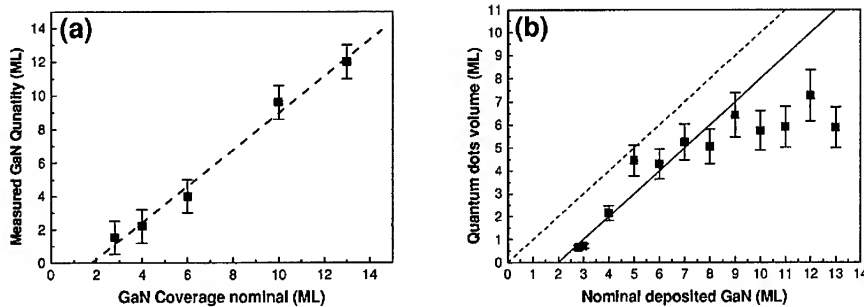 (a)
Measured GaN Qunality (ML)
14
12
10
8
6
4
2
0
0 2 4 6 8 10 12 14
GaN Coverage nominal (ML)
(b)
Quantum dots volume (ML)
11
10
9
8
7
6
5
4
3
2
1
0
0 1 2 3 4 5 6 7 8 9 10 11 12 13 14
Nominal deposited GaN (ML)